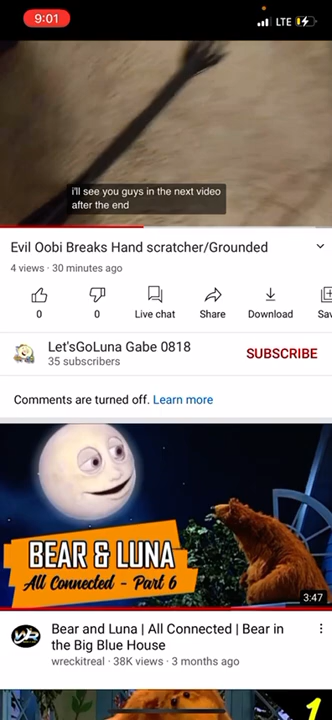 9:01
LTE
i'll see you guys in the next video
after the end
Evil Oobi Breaks Hand scratcher/Grounded
4 views · 30 minutes ago
0
0
Live chat
Share
Download
Sav
Let'sGoLuna Gabe 0818
35 subscribers
SUBSCRIBE
Comments are turned off. Learn more
BEAR & LUNA
All Connected - Part 6
3:47
Bear and Luna | All Connected | Bear in
the Big Blue House
wreckitreal · 38K views · 3 months ago
1